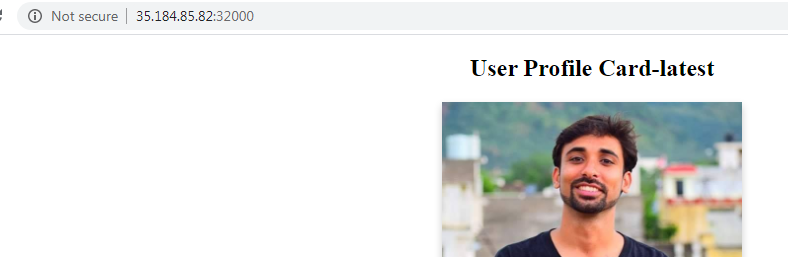 Not secure 35.184.85.82:32000
User Profile Card-latest